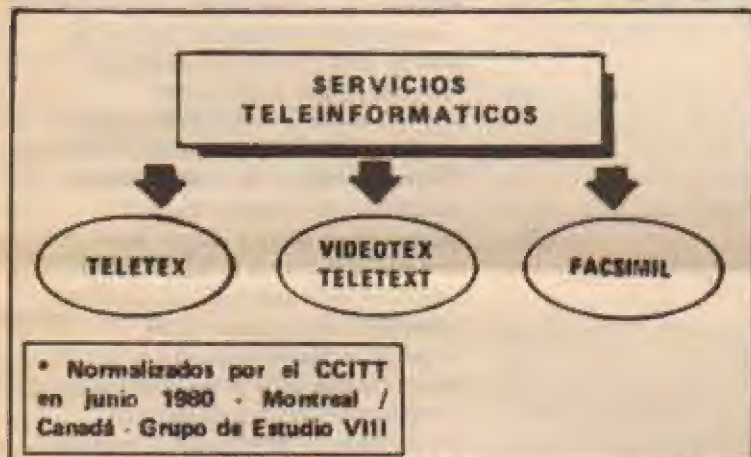 SERVICIOS
TELEINFORMATICOS
TELETEX
VIDEOTEX
TELETEXT
FACSIMIL
* Normalizados por el CCITT
en junio 1980 - Montreal /
Canadá - Grupo de Estudio VIII